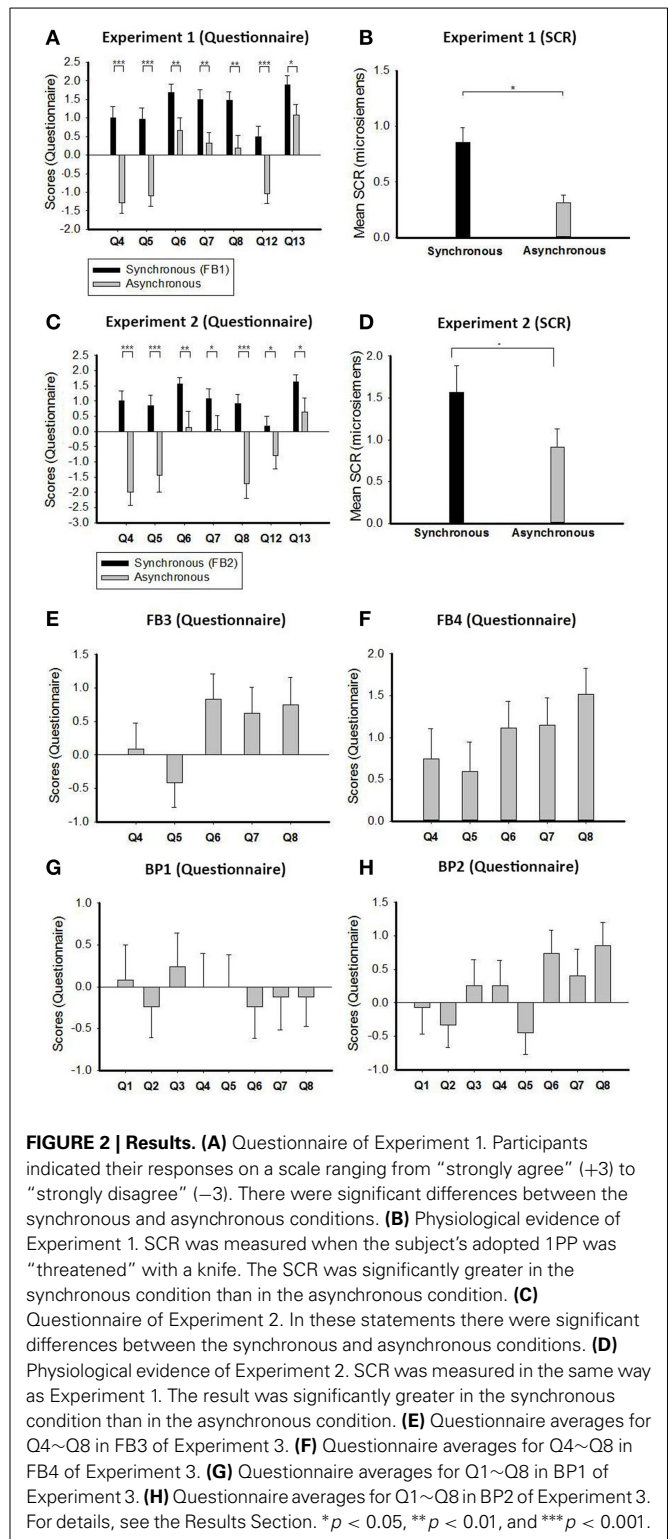 A Experiment 1 (Questionnaire)
*** *** ** ** ** *** *
Scores (Questionnaire)
2.5
2.0
1.5
1.0
0.5
0.0
-0.5
-1.0
-1.5
-2.0
Q4 Q5 Q6 Q7 Q8 Q12 Q13
Synchronous (FB1)
Asynchronous
B Experiment 1 (SCR)
*
Mean SCR (microsiemens)
1.5
1.0
0.5
0.0
Synchronous Asynchronous
C Experiment 2 (Questionnaire)
*** *** ** * *** * *
Scores (Questionnaire)
2.5
2.0
1.5
1.0
0.5
0.0
-0.5
-1.0
-1.5
-2.0
-2.5
-3.0
Q4 Q5 Q6 Q7 Q8 Q12 Q13
Synchronous (FB2)
Asynchronous
D Experiment 2 (SCR)
*
Mean SCR (microsiemens)
2.0
1.5
1.0
0.5
0.0
Synchronous Asynchronous
E FB3 (Questionnaire)
Scores (Questionnaire)
1.5
1.0
0.5
0.0
-0.5
-1.0
Q4 Q5 Q6 Q7 Q8
F FB4 (Questionnaire)
Scores (Questionnaire)
2.0
1.5
1.0
0.5
0.0
Q4 Q5 Q6 Q7 Q8
G BP1 (Questionnaire)
Scores (Questionnaire)
1.0
0.5
0.0
-0.5
-1.0
Q1 Q2 Q3 Q4 Q5 Q6 Q7 Q8
H BP2 (Questionnaire)
Scores (Questionnaire)
1.5
1.0
0.5
0.0
-0.5
-1.0
Q1 Q2 Q3 Q4 Q5 Q6 Q7 Q8
FIGURE 2 | Results. (A) Questionnaire of Experiment 1. Participants
indicated their responses on a scale ranging from “strongly agree” (+3) to
“strongly disagree” (−3). There were significant differences between the
synchronous and asynchronous conditions. (B) Physiological evidence of
Experiment 1. SCR was measured when the subject’s adopted 1PP was
“threatened” with a knife. The SCR was significantly greater in the
synchronous condition than in the asynchronous condition. (C)
Questionnaire of Experiment 2. In these statements there were significant
differences between the synchronous and asynchronous conditions. (D)
Physiological evidence of Experiment 2. SCR was measured in the same way
as Experiment 1. The result was significantly greater in the synchronous
condition than in the asynchronous condition. (E) Questionnaire averages for
Q4~Q8 in FB3 of Experiment 3. (F) Questionnaire averages for Q4~Q8 in
FB4 of Experiment 3. (G) Questionnaire averages for Q1~Q8 in BP1 of
Experiment 3. (H) Questionnaire averages for Q1~Q8 in BP2 of Experiment 3.
For details, see the Results Section. *p < 0.05, **p < 0.01, and ***p < 0.001.